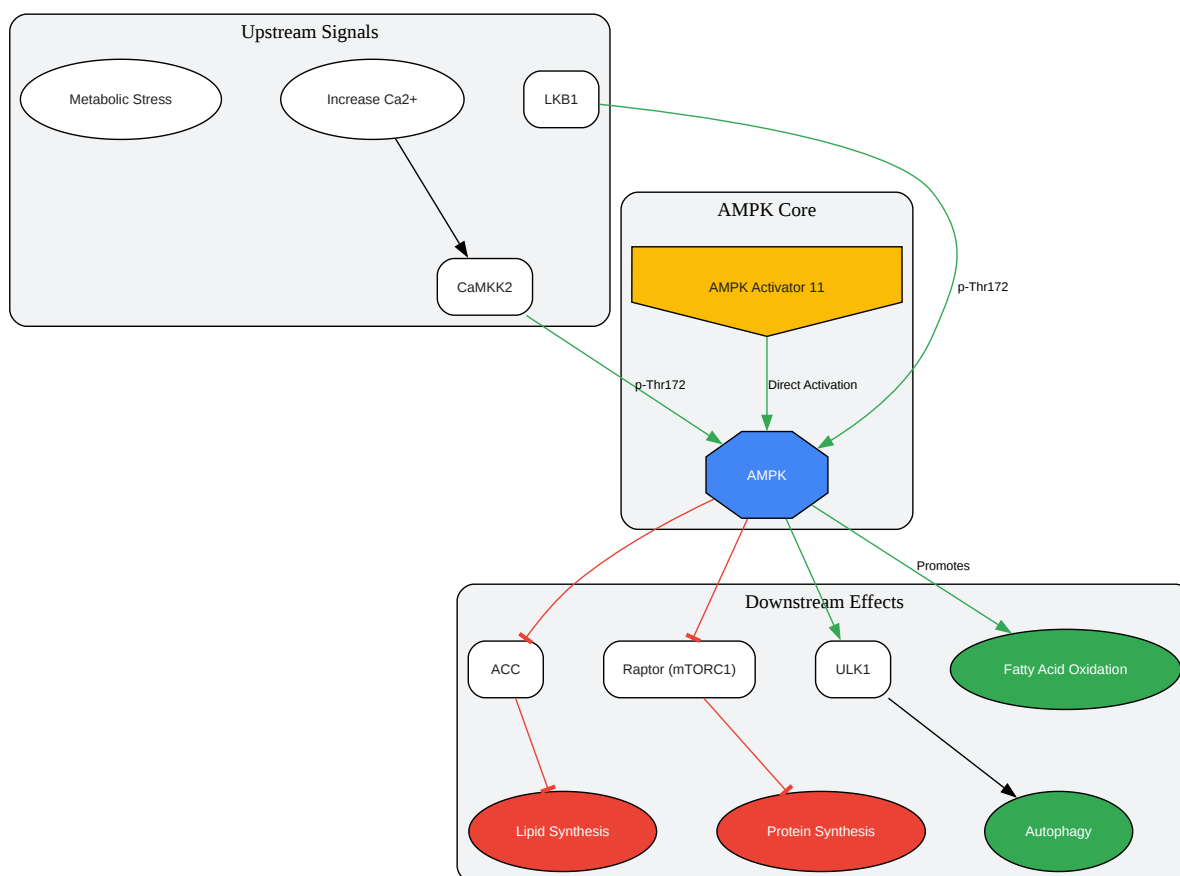 Upstream Signals
Metabolic Stress
Increase Ca2+
LKB1
CaMKK2
AMPK Core
AMPK Activator 11
p-Thr172
p-Thr172
Direct Activation
AMPK
Promotes
Downstream Effects
ACC
Raptor (mTORC1)
ULK1
Fatty Acid Oxidation
Lipid Synthesis
Protein Synthesis
Autophagy